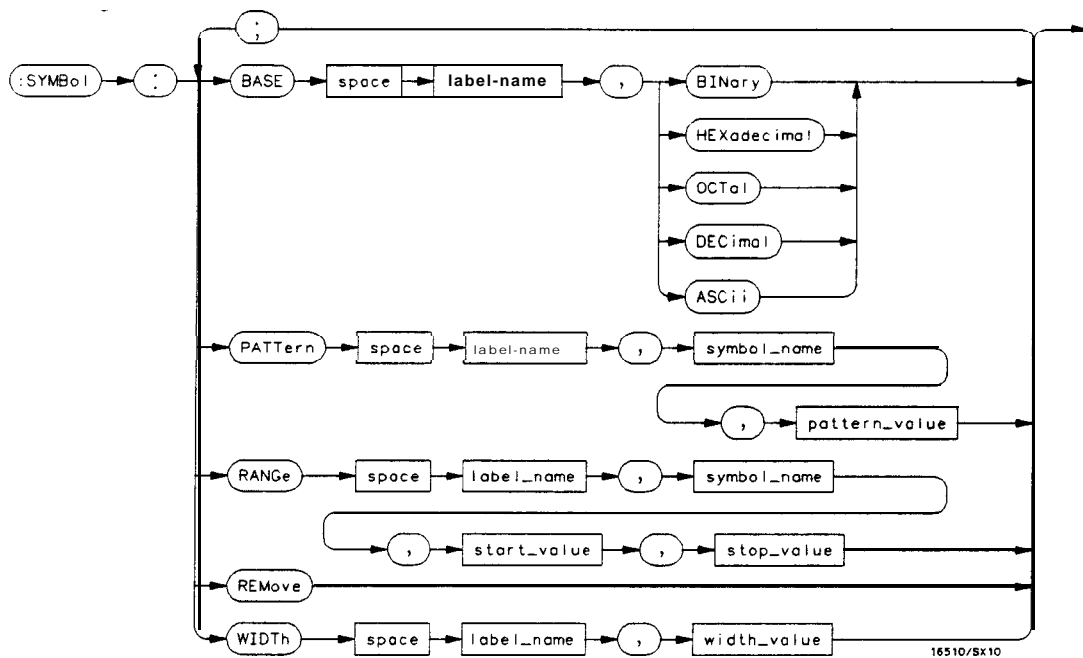 ;
:SYMBol : BASE space label-name , BINary
HEXadecimal
OCTal
DECimal
ASCii
PATTern space label-name , symbol_name
, pattern_value
RANGe space label_name , symbol_name
, start_value , stop_value
REMove
WIDTh space label_name , width_value
16510/SX10